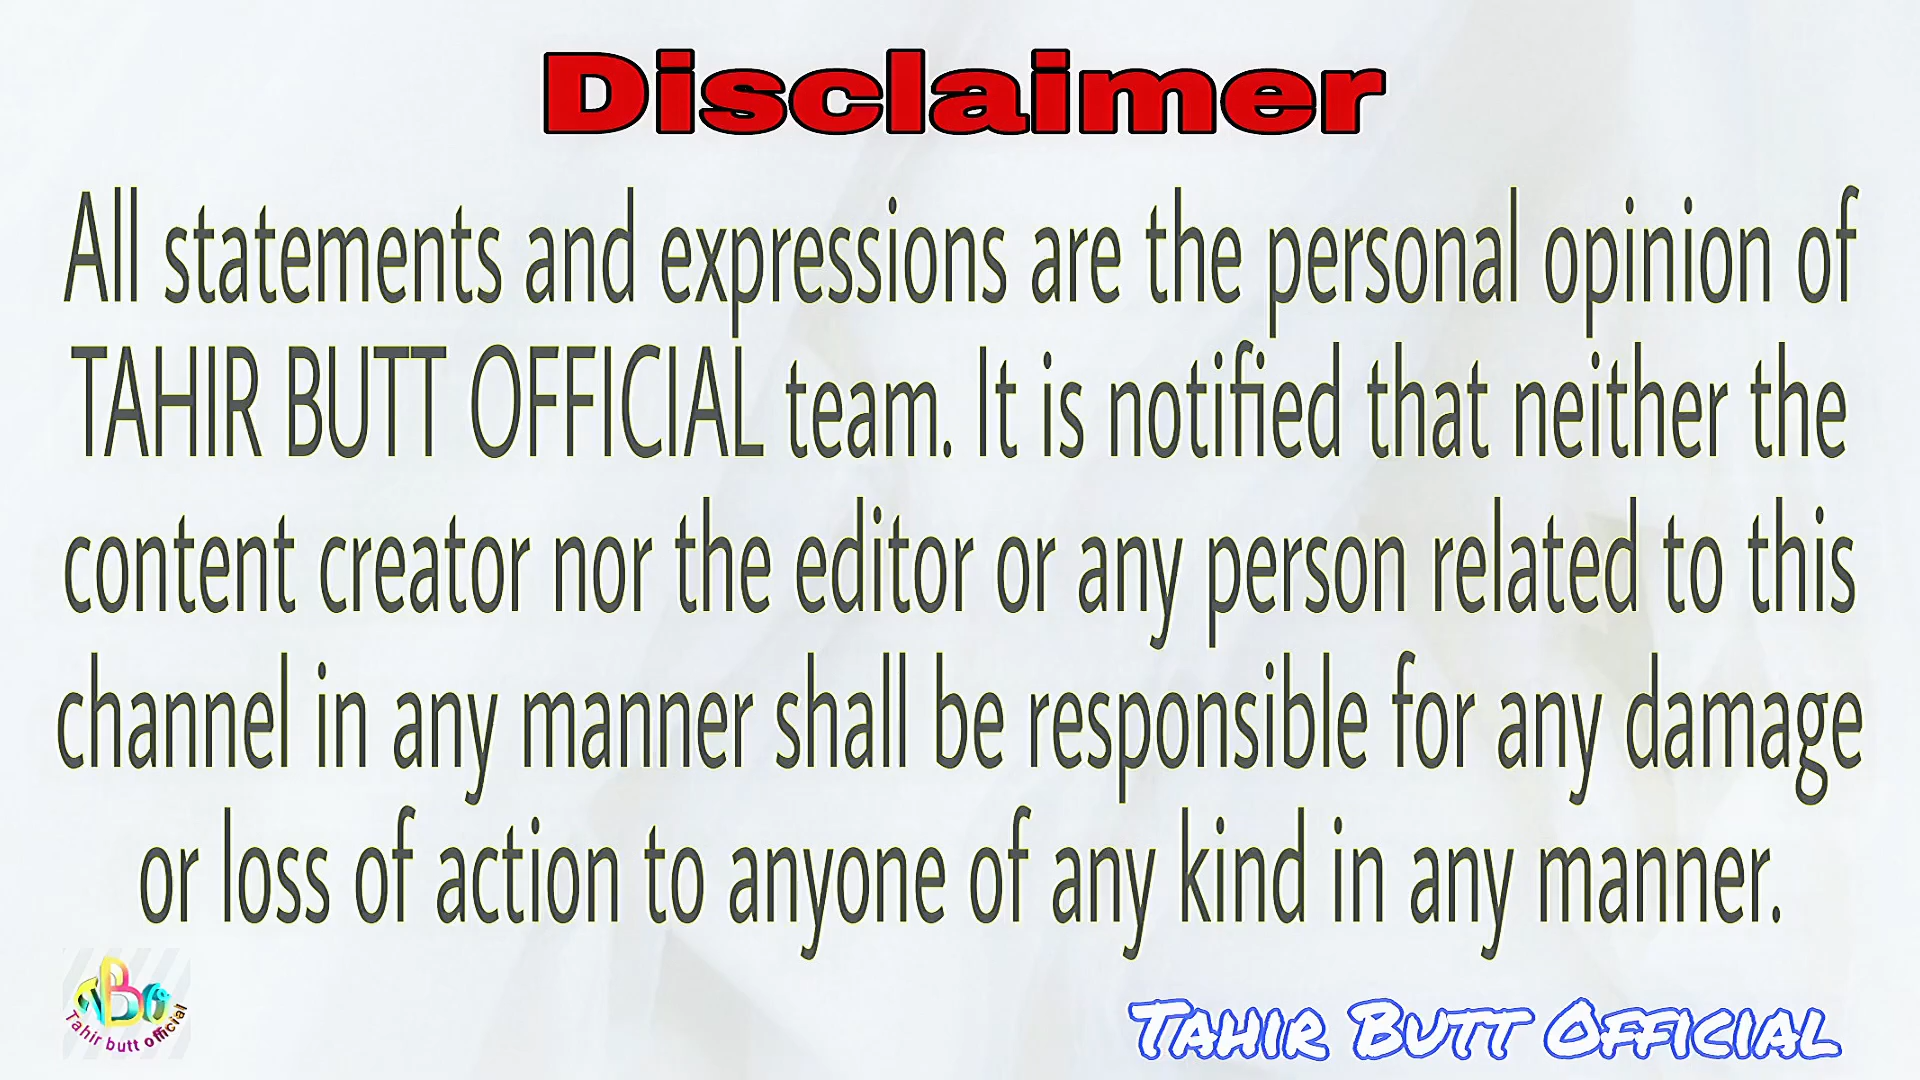 Disclaimer
All statements and expressions are the personal opinion of
TAHIR BUTT OFFICIAL team. It is notified that neither the
content creator nor the editor or any person related to this
channel in any manner shall be responsible for any damage
or loss of action to anyone of any kind in any manner.
TBO
Tahir butt official
Tahir Butt Official